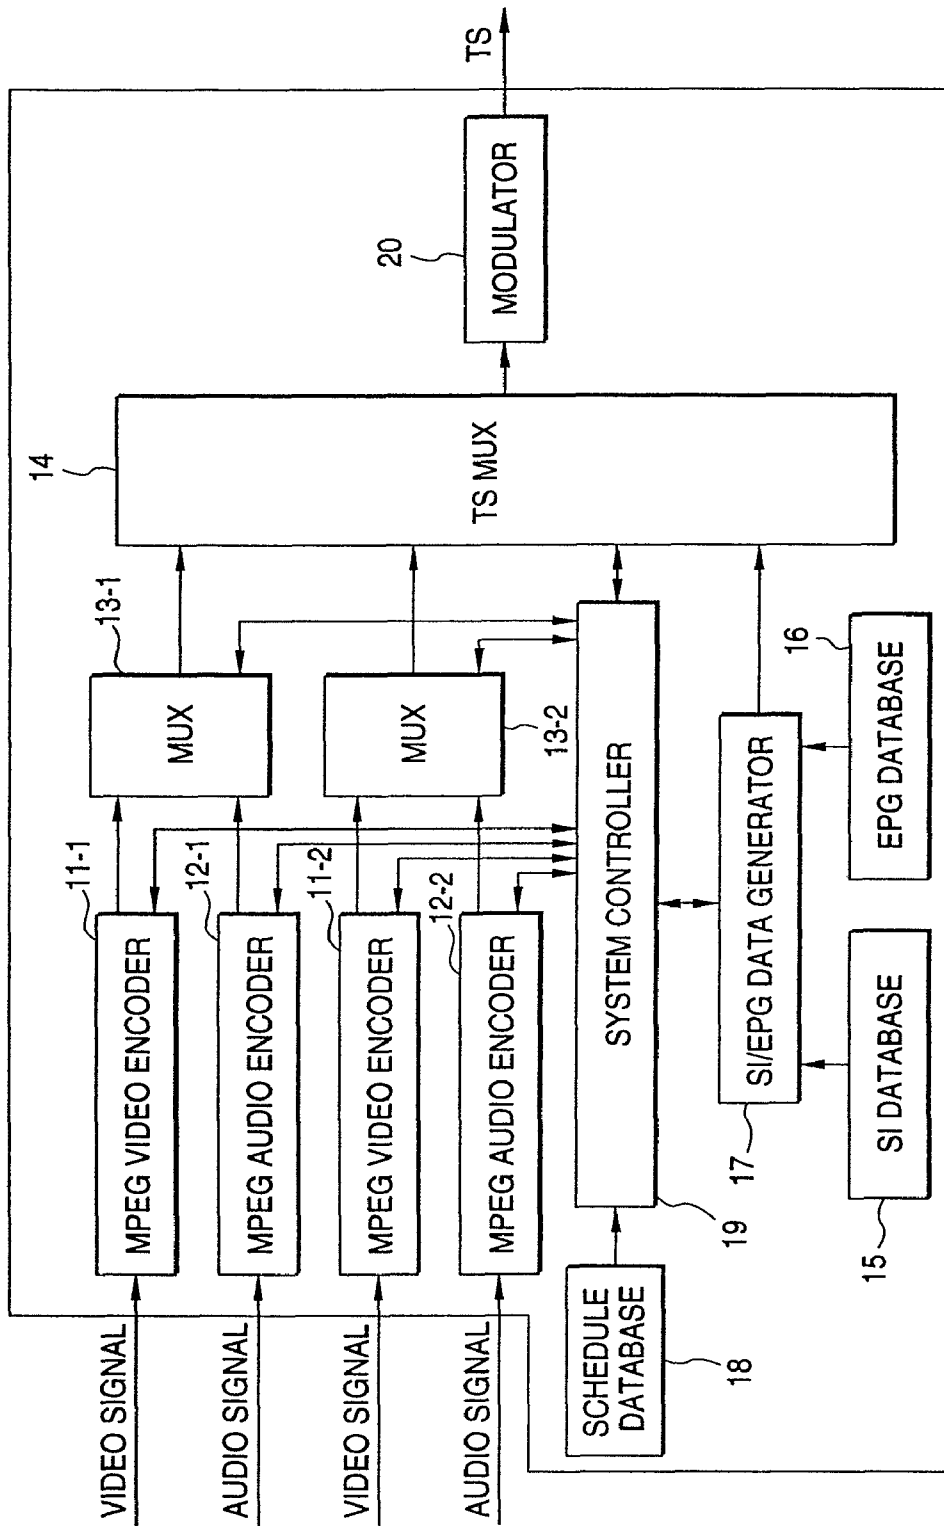 VIDEO SIGNAL
AUDIO SIGNAL
VIDEO SIGNAL
AUDIO SIGNAL
11-1
MPEG VIDEO ENCODER
12-1
MPEG AUDIO ENCODER
11-2
MPEG VIDEO ENCODER
12-2
MPEG AUDIO ENCODER
13-1
MUX
MUX
13-2
14
TS MUX
20
MODULATOR
TS
SCHEDULE
DATABASE
18
SYSTEM CONTROLLER
19
SI/EPG DATA GENERATOR
17
SI DATABASE
15
EPG DATABASE
16